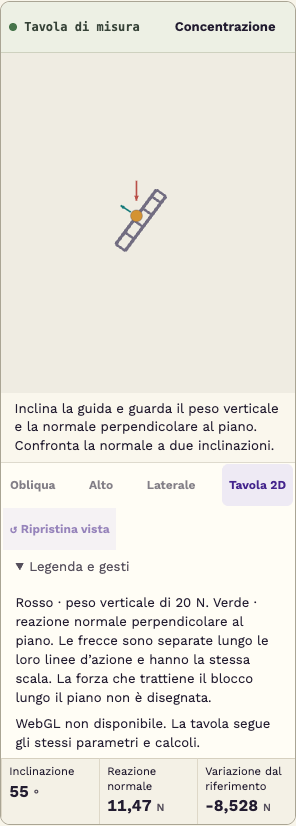 Tavola di misura
Concentrazione
Inclina la guida e guarda il peso verticale
e la normale perpendicolare al piano.
Confronta la normale a due inclinazioni.
Obliqua
Alto
Laterale
Tavola 2D
↺ Ripristina vista
▼ Legenda e gesti
Rosso · peso verticale di 20 N. Verde ·
reazione normale perpendicolare al
piano. Le frecce sono separate lungo le
loro linee d’azione e hanno la stessa
scala. La forza che trattiene il blocco
lungo il piano non è disegnata.
WebGL non disponibile. La tavola segue
gli stessi parametri e calcoli.
Inclinazione
55 °
Reazione
normale
11,47 N
Variazione dal
riferimento
-8,528 N